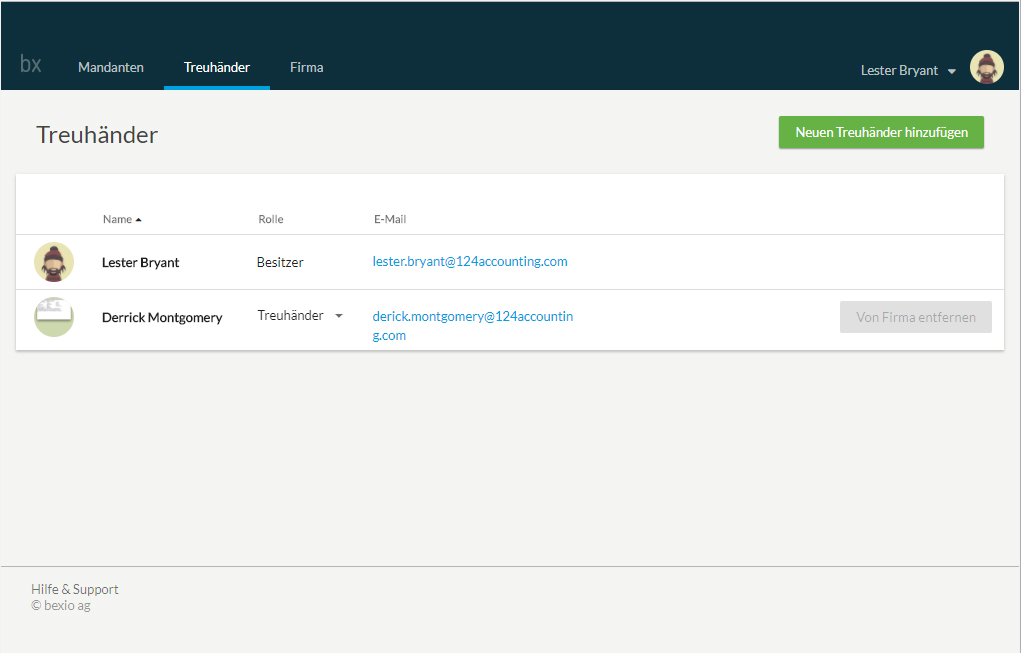 bx
Mandanten
Treuhänder
Firma
Lester Bryant
Treuhänder
Neuen Treuhänder hinzufügen
Name
Rolle
E-Mail
Lester Bryant
Besitzer
lester.bryant@124accounting.com
Derrick Montgomery
Treuhänder
derick.montgomery@124accountin
g.com
Von Firma entfernen
Hilfe & Support
© bexio ag